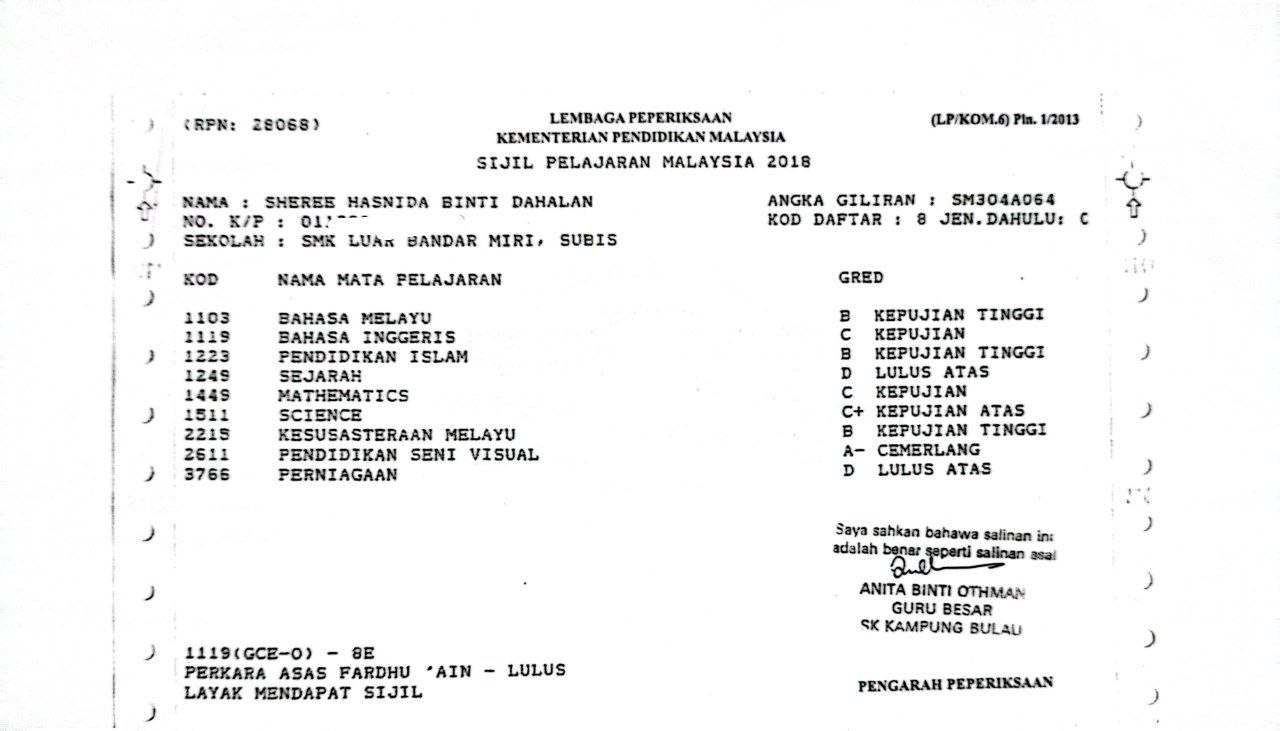 (RPN: 28068)
LEMBAGA PEPERIKSAAN
(LP/KOM.6) Pin. 1/2013
KEMENTERIAN PENDIDIKAN MALAYSIA
SIJIL PELAJARAN MALAYSIA 2018
NAMA : SHEREE HASNIDA BINTI DAHALAN
ANGKA GILIRAN : SM304A064
NO. K/P :
KOD DAFTAR : 8 JEN.DAHULU: C
SEKOLAH : SMK LUAR BANDAR MIRI, SUBIS
KOD NAMA MATA PELAJARAN GRED
1103 BAHASA MELAYU B KEPUJIAN TINGGI
1119 BAHASA INGGERIS C KEPUJIAN
1223 PENDIDIKAN ISLAM B KEPUJIAN TINGGI
1249 SEJARAH D LULUS ATAS
1449 MATHEMATICS C KEPUJIAN
1511 SCIENCE C+ KEPUJIAN ATAS
2215 KESUSASTERAAN MELAYU B KEPUJIAN TINGGI
2611 PENDIDIKAN SENI VISUAL A- CEMERLANG
3766 PERNIAGAAN D LULUS ATAS
Saya sahkan bahawa salinan ini
adalah benar seperti salinan asal
ANITA BINTI OTHMAN
GURU BESAR
SK KAMPUNG BULAU
1119(GCE-O) - 8E
PERKARA ASAS FARDHU 'AIN - LULUS
LAYAK MENDAPAT SIJIL
PENGARAH PEPERIKSAAN